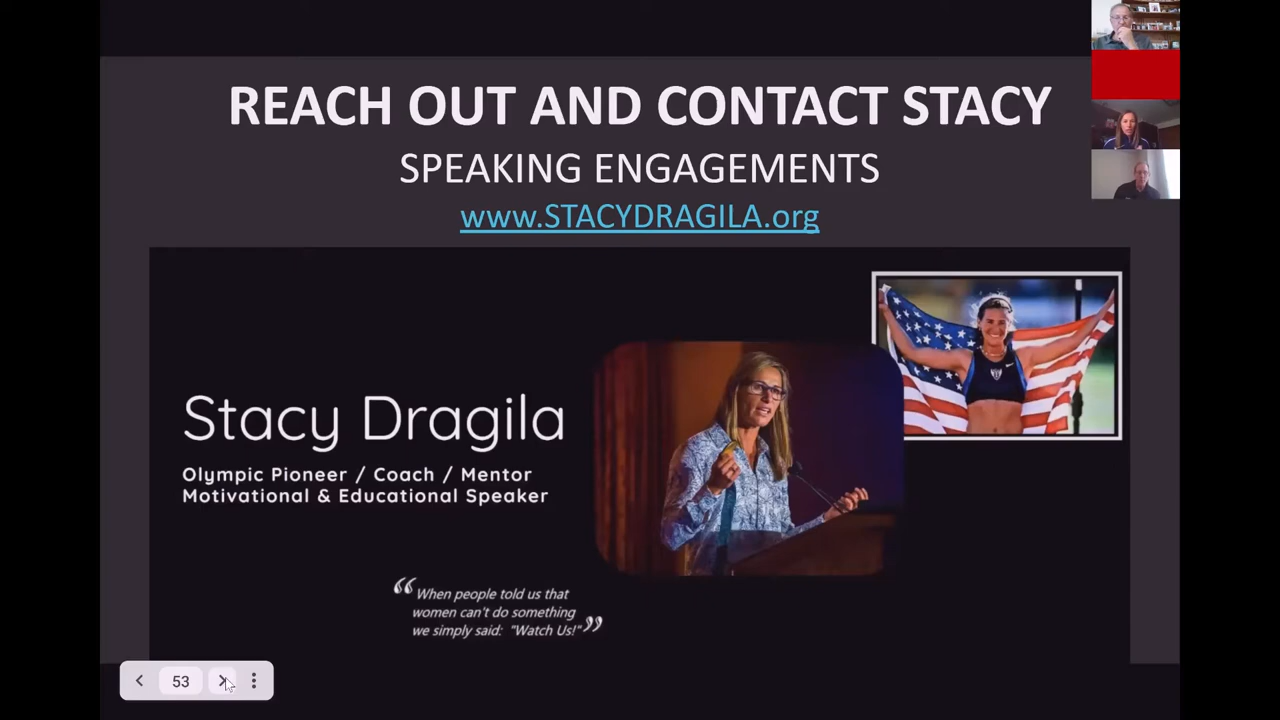 REACH OUT AND CONTACT STACY
SPEAKING ENGAGEMENTS
www.STACYDRAGILA.org
Stacy Dragila
Olympic Pioneer / Coach / Mentor
Motivational & Educational Speaker
“When people told us that
women can't do something
we simply said: "Watch Us!"”
53